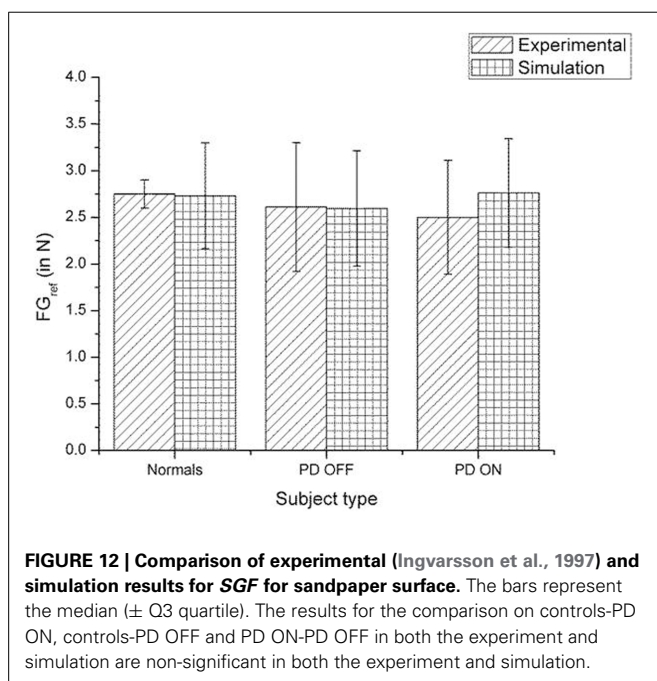 Experimental
Simulation
4.0
3.5
3.0
2.5
2.0
1.5
1.0
0.5
0.0
FG_ref (in N)
Normals
PD OFF
PD ON
Subject type
FIGURE 12 | Comparison of experimental (Ingvarsson et al., 1997) and
simulation results for SGF for sandpaper surface. The bars represent
the median (± Q3 quartile). The results for the comparison on controls-PD
ON, controls-PD OFF and PD ON-PD OFF in both the experiment and
simulation are non-significant in both the experiment and simulation.